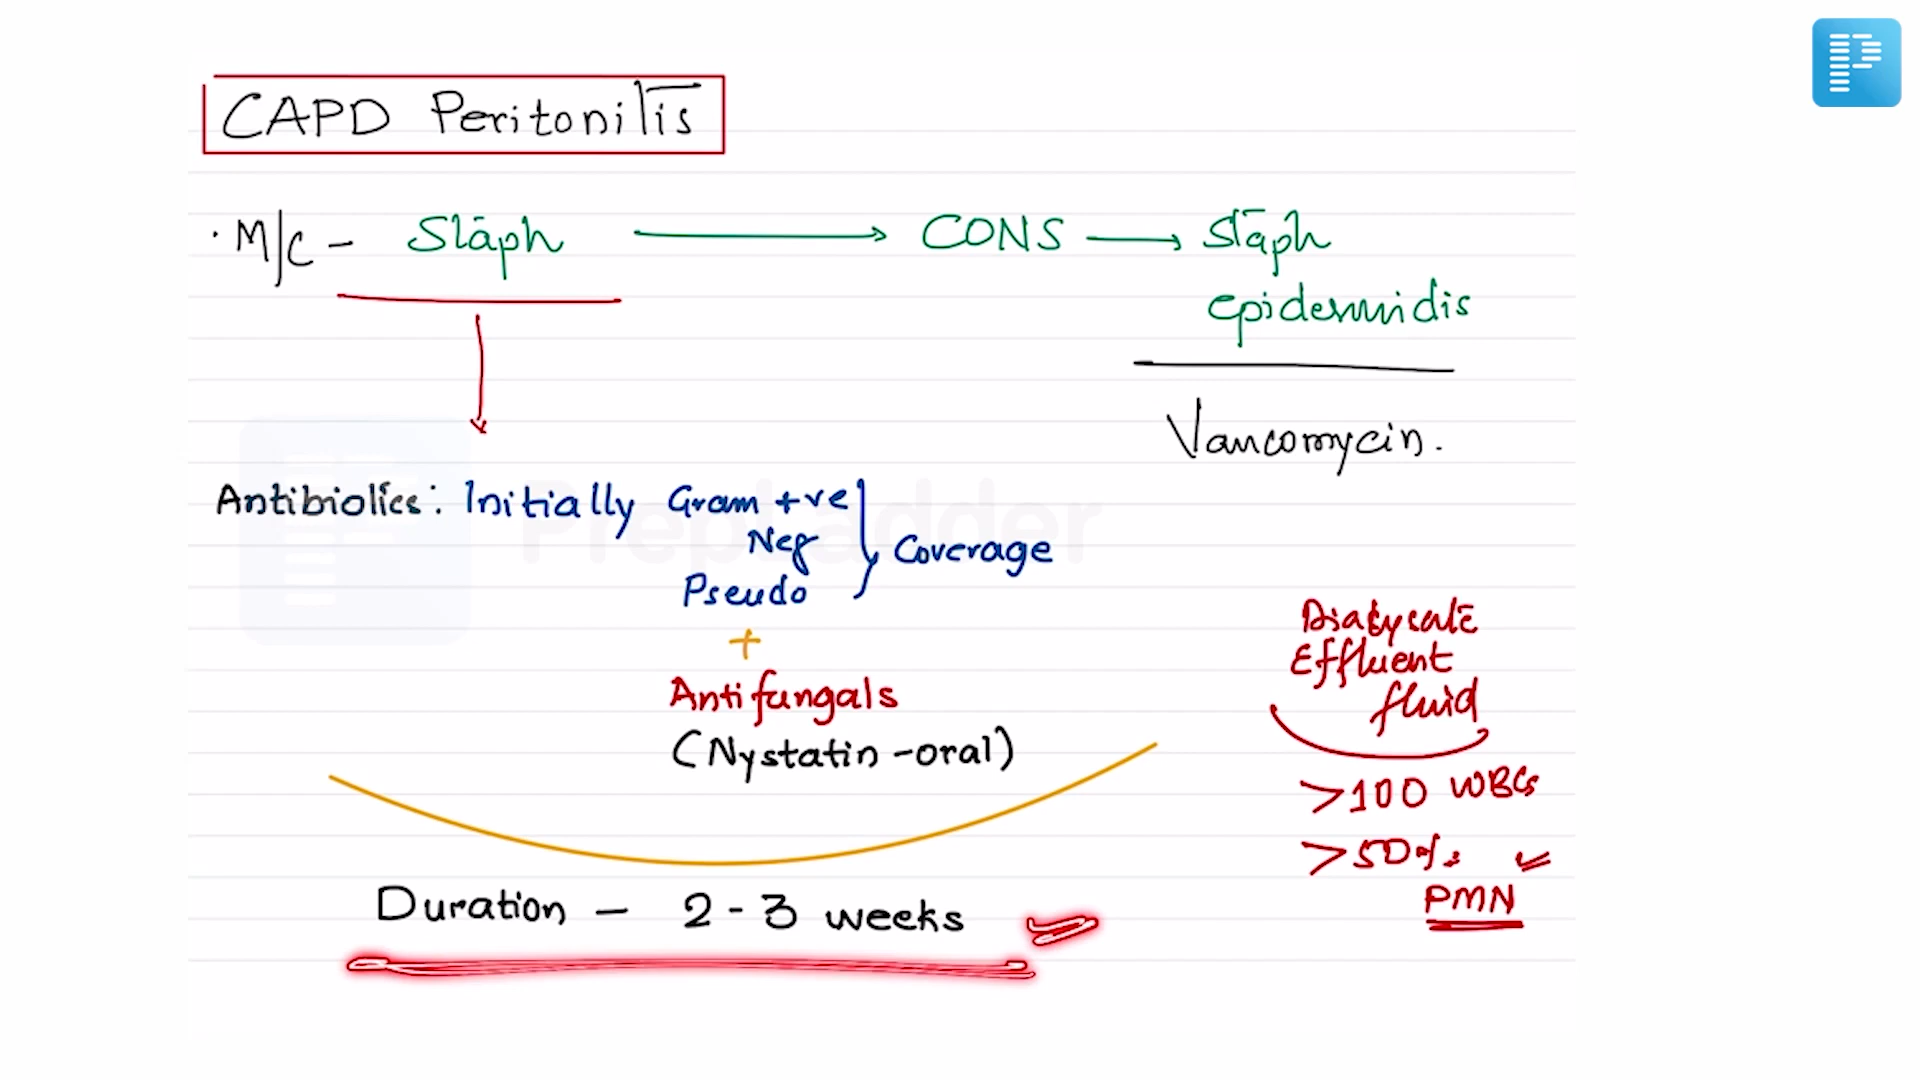 CAPD Peritonitis
· M/C - Staph → CONS → Staph
epidermidis
Vancomycin.
Antibiotics: Initially Gram +ve
Neg
Pseudo
} Coverage
+
Antifungals
(Nystatin - oral)
Duration - 2-3 weeks
Dialysate
Effluent
fluid
>100 WBCs
>50%
PMN
PrepLadder